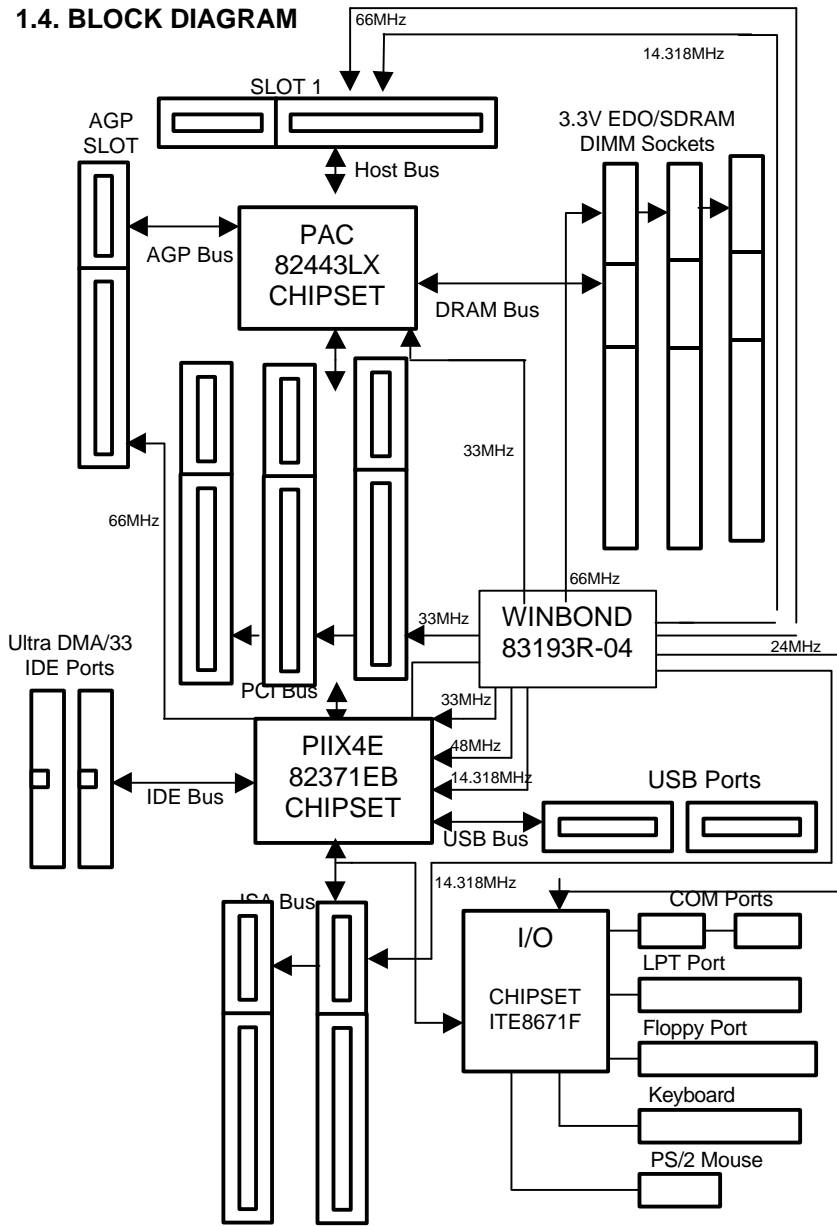 1.4. BLOCK DIAGRAM
66MHz
14.318MHz
SLOT 1
AGP
SLOT
3.3V EDO/SDRAM
DIMM Sockets
Host Bus
PAC
82443LX
CHIPSET
AGP Bus
DRAM Bus
33MHz
66MHz
66MHz
WINBOND
83193R-04
33MHz
24MHz
Ultra DMA/33
IDE Ports
PCI Bus
33MHz
PIIX4E
82371EB
CHIPSET
48MHz
14.318MHz
IDE Bus
USB Ports
USB Bus
14.318MHz
ISA Bus
COM Ports
I/O
CHIPSET
ITE8671F
LPT Port
Floppy Port
Keyboard
PS/2 Mouse